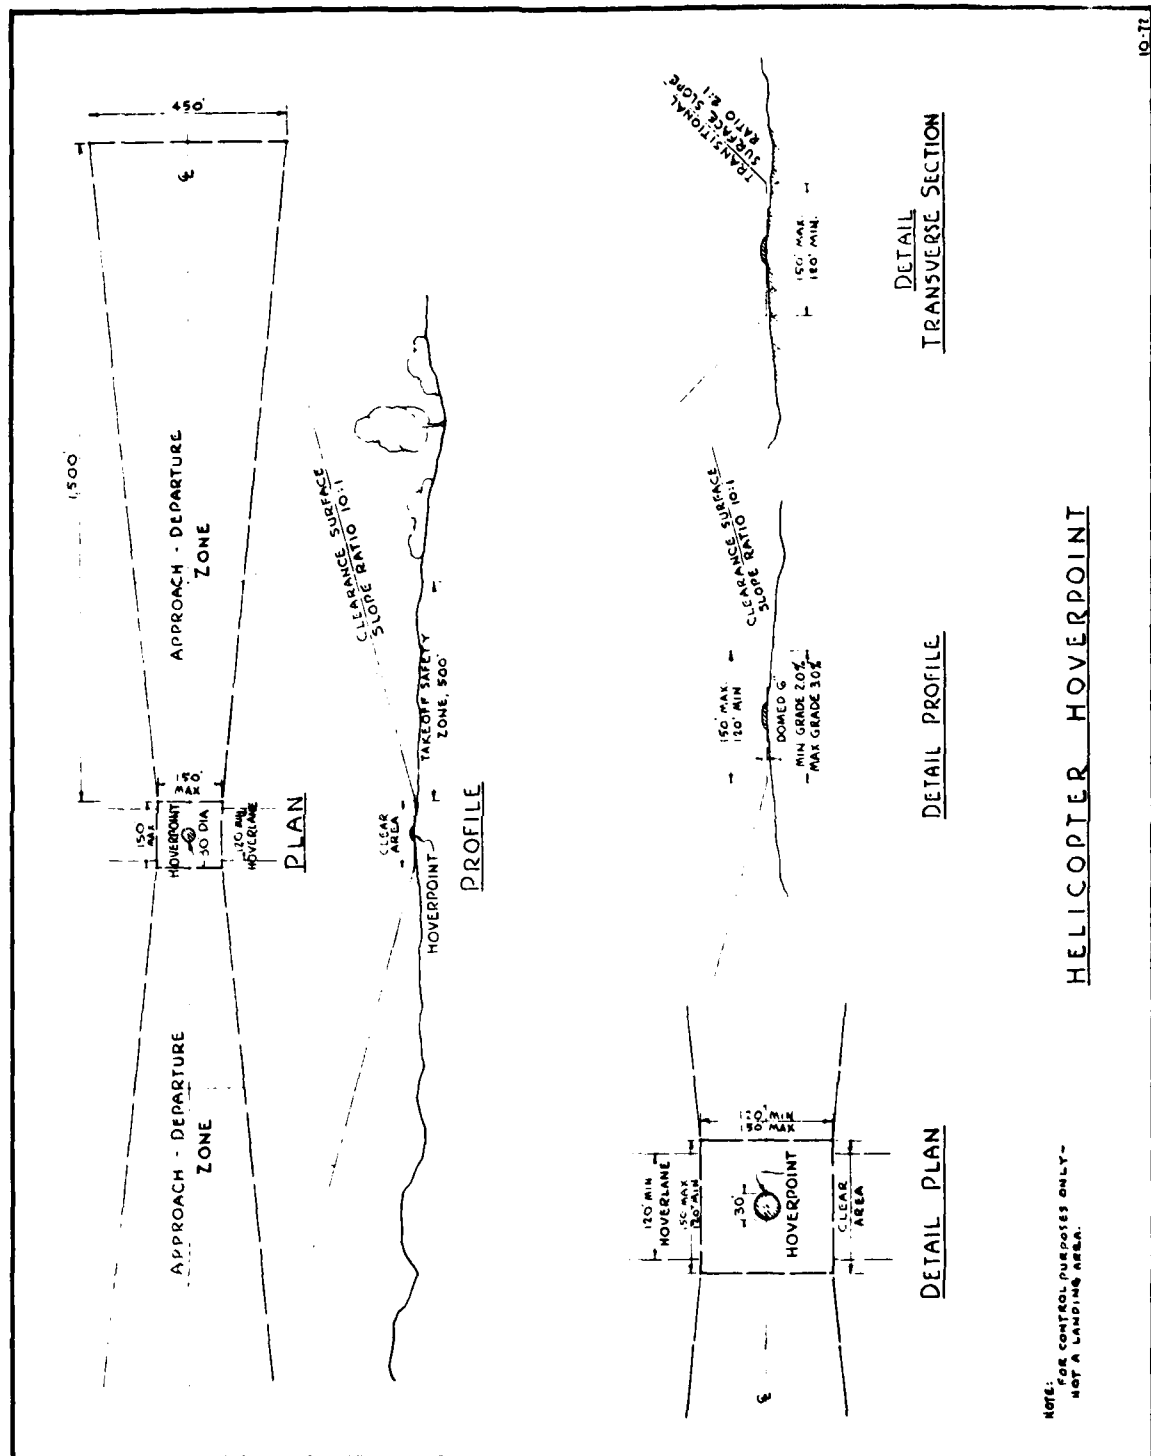 1,500'
450'
℄
APPROACH - DEPARTURE
ZONE
APPROACH - DEPARTURE
ZONE
150
MAX
HOVERPOINT
30' DIA
120 MIN
HOVERLANE
MAX
PLAN
CLEARANCE SURFACE
SLOPE RATIO 10:1
CLEAR
AREA
HOVERPOINT
TAKEOFF SAFETY
ZONE, 500'
PROFILE
120' MIN
HOVERLANE
150 MAX
120' MIN
30'
HOVERPOINT
120' MIN
150' MAX
CLEAR
AREA
℄
DETAIL PLAN
CLEARANCE SURFACE
SLOPE RATIO 10:1
150' MAX.
120' MIN
DOMED 6"
MIN GRADE 2.0%
MAX GRADE 3.0%
DETAIL PROFILE
TRANSITIONAL
SURFACE SLOPE
RATIO 2:1
150' MAX.
120' MIN.
DETAIL
TRANSVERSE SECTION
NOTE:
FOR CONTROL PURPOSES ONLY-
NOT A LANDING AREA.
HELICOPTER HOVERPOINT
10-72